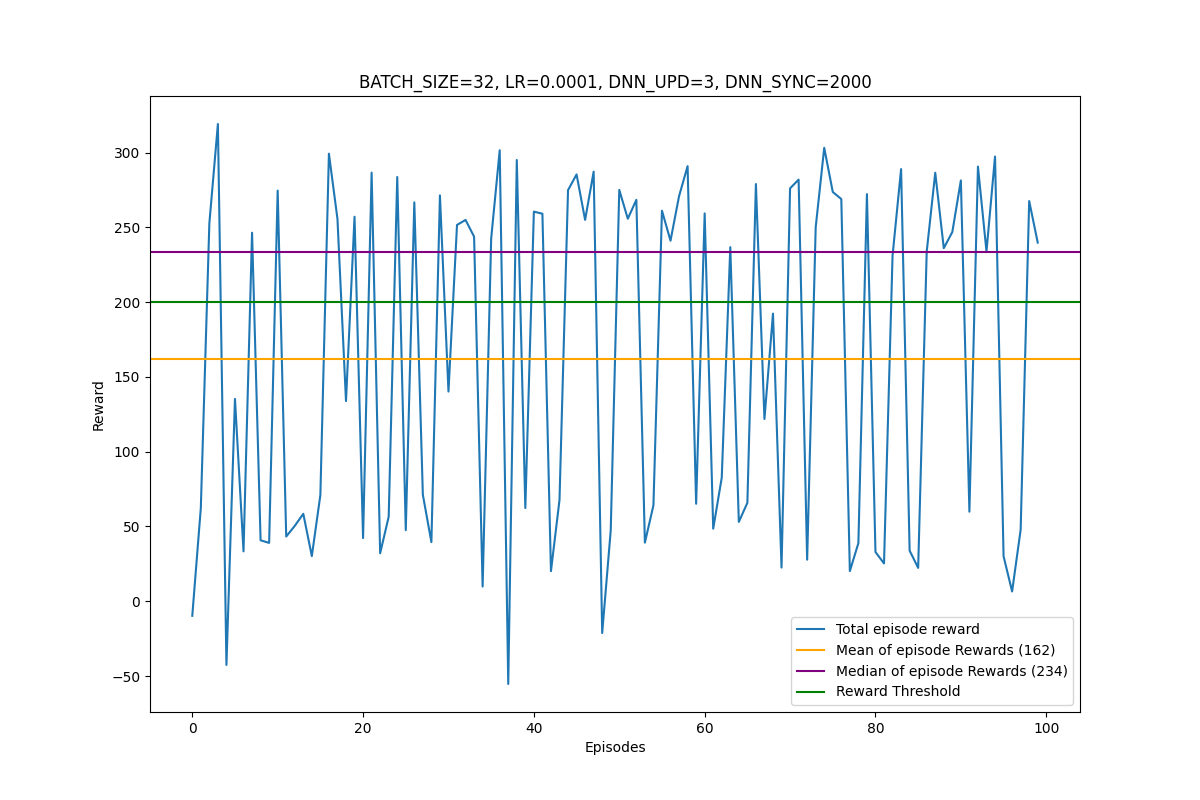 BATCH_SIZE=32, LR=0.0001, DNN_UPD=3, DNN_SYNC=2000
300
250
200
150
100
50
0
−50
Reward
0 20 40 60 80 100
Episodes
Total episode reward
Mean of episode Rewards (162)
Median of episode Rewards (234)
Reward Threshold